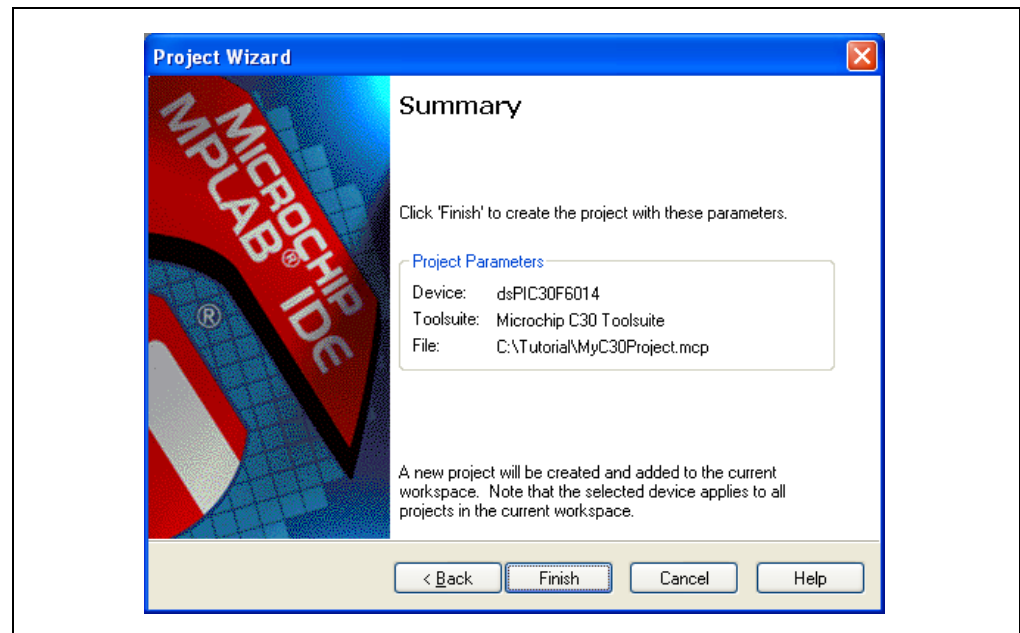 Project Wizard
MICROCHIP
MPLAB® IDE
®
Summary
Click 'Finish' to create the project with these parameters.
Project Parameters
Device: dsPIC30F6014
Toolsuite: Microchip C30 Toolsuite
File: C:\Tutorial\MyC30Project.mcp
A new project will be created and added to the current
workspace. Note that the selected device applies to all
projects in the current workspace.
< Back Finish Cancel Help